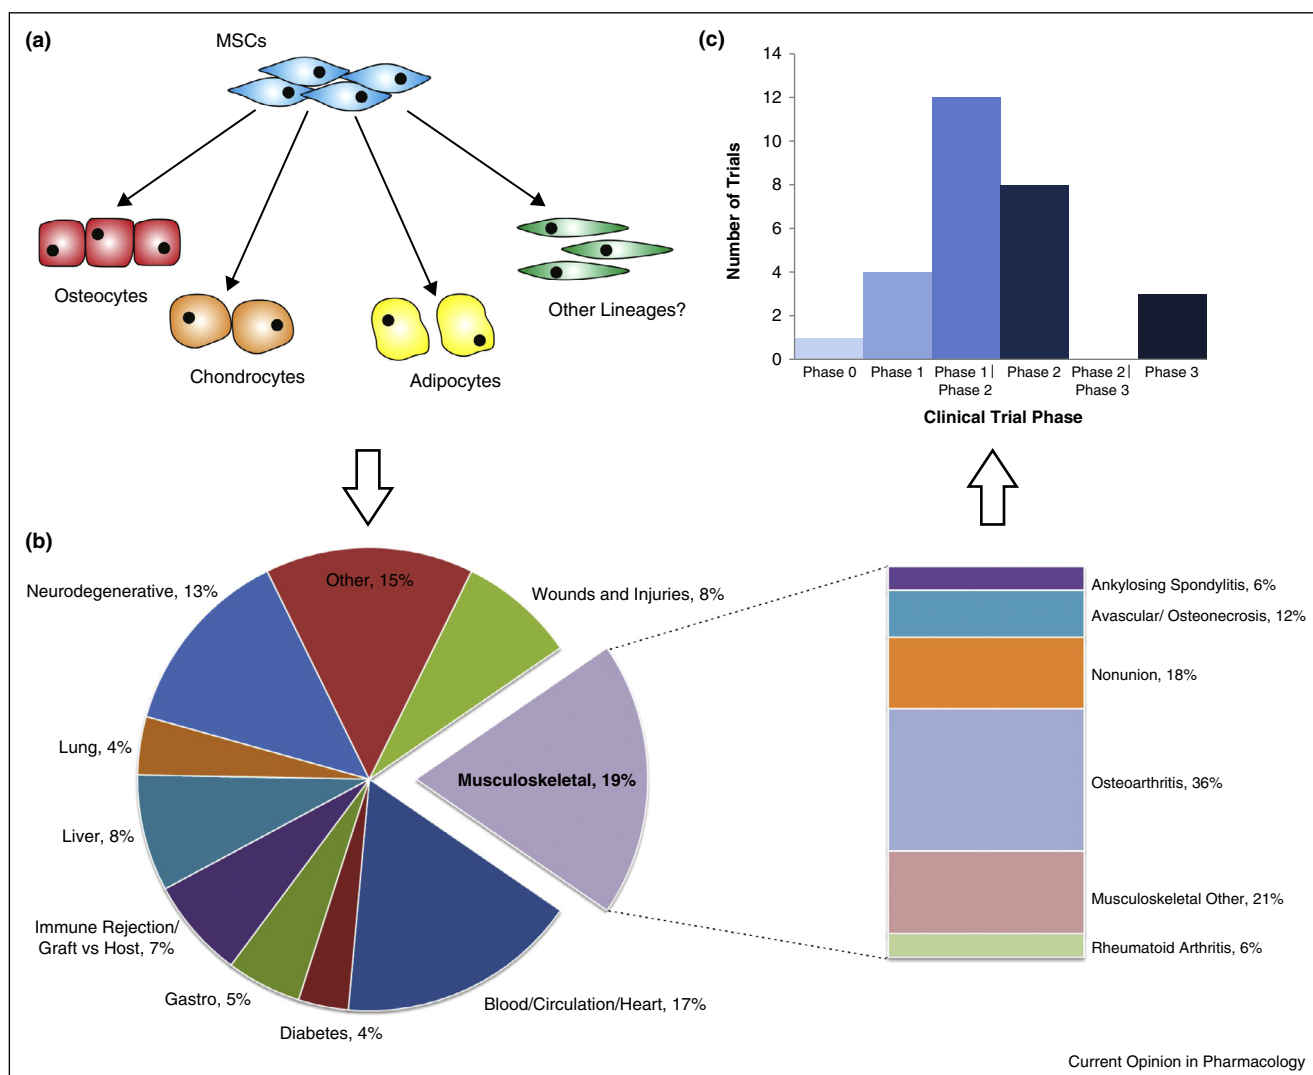 (a)
MSCs
Osteocytes
Chondrocytes
Adipocytes
Other Lineages?
(c)
Number of Trials
14
12
10
8
6
4
2
0
Phase 0
Phase 1
Phase 1 |
Phase 2
Phase 2
Phase 2 |
Phase 3
Phase 3
Clinical Trial Phase
(b)
Other, 15%
Wounds and Injuries, 8%
Musculoskeletal, 19%
Blood/Circulation/Heart, 17%
Diabetes, 4%
Gastro, 5%
Immune Rejection/
Graft vs Host, 7%
Liver, 8%
Lung, 4%
Neurodegenerative, 13%
Ankylosing Spondylitis, 6%
Avascular/ Osteonecrosis, 12%
Nonunion, 18%
Osteoarthritis, 36%
Musculoskeletal Other, 21%
Rheumatoid Arthritis, 6%
Current Opinion in Pharmacology